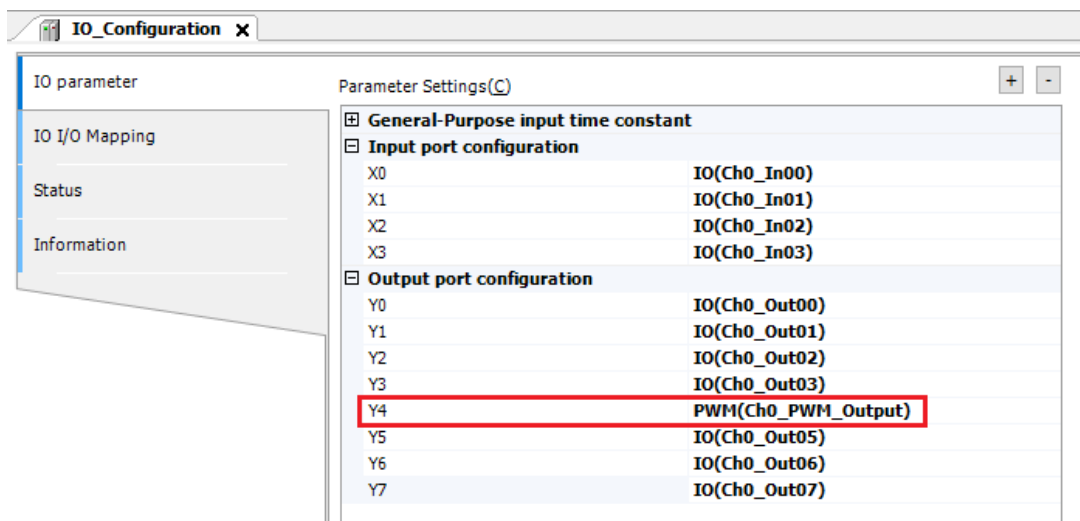 IO_Configuration X
IO parameter
IO I/O Mapping
Status
Information
Parameter Settings(C)
+ -
General-Purpose input time constant
Input port configuration
X0 IO(Ch0_In00)
X1 IO(Ch0_In01)
X2 IO(Ch0_In02)
X3 IO(Ch0_In03)
Output port configuration
Y0 IO(Ch0_Out00)
Y1 IO(Ch0_Out01)
Y2 IO(Ch0_Out02)
Y3 IO(Ch0_Out03)
Y4 PWM(Ch0_PWM_Output)
Y5 IO(Ch0_Out05)
Y6 IO(Ch0_Out06)
Y7 IO(Ch0_Out07)